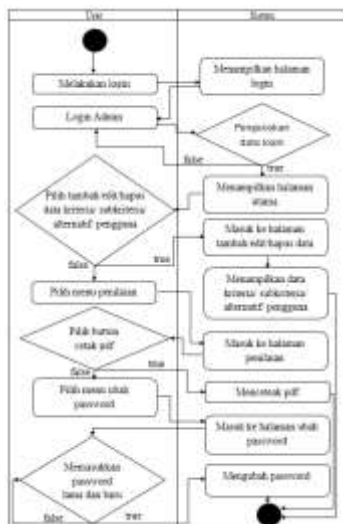 User
Sistem
Melakukan login
Menampilkan halaman
login
Login Admin
Pengecekan
data login
false
true
Pilih tambah/edit/hapus
data kriteria/ subkriteria/
alternatif/ pengguna
Menampilkan halaman
utama
Masuk ke halaman
tambah/edit/hapus data
false
true
Menampilkan data
kriteria/ subkriteria/
alternatif/ pengguna
Pilih menu penilaian
Masuk ke halaman
penilaian
Pilih button
cetak pdf
false
true
Mencetak pdf
Pilih menu ubah
password
Masuk ke halaman ubah
password
Memasukkan
password
lama dan baru
Mengubah password
false
true